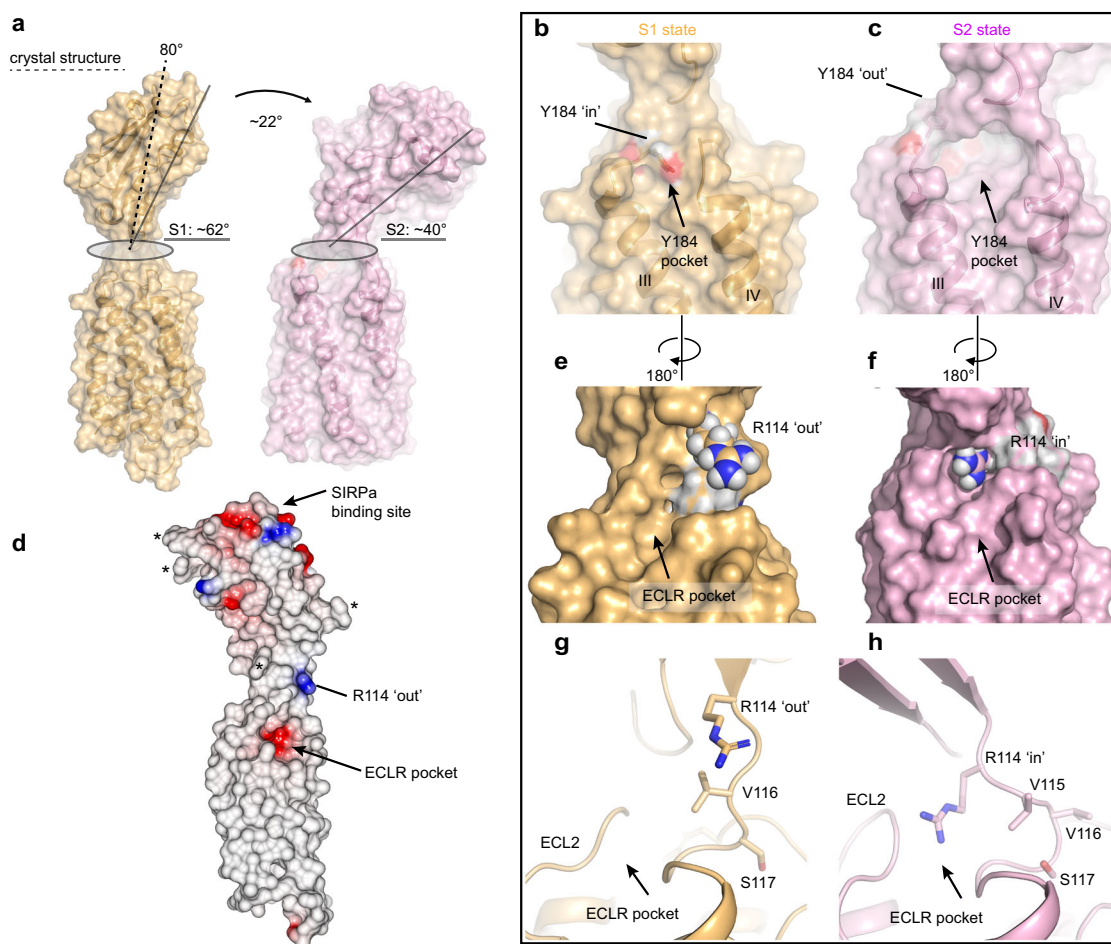 a
crystal structure
80°
~22°
S1: ~62°
S2: ~40°
b
S1 state
Y184 ‘in’
Y184
pocket
III
IV
c
S2 state
Y184 ‘out’
Y184
pocket
III
IV
180°
180°
d
SIRPa
binding site
*
*
*
*
R114 ‘out’
ECLR pocket
e
R114 ‘out’
ECLR pocket
f
R114 ‘in’
ECLR pocket
g
R114 ‘out’
V116
ECL2
S117
ECLR pocket
h
R114 ‘in’
V115
ECL2
V116
S117
ECLR pocket